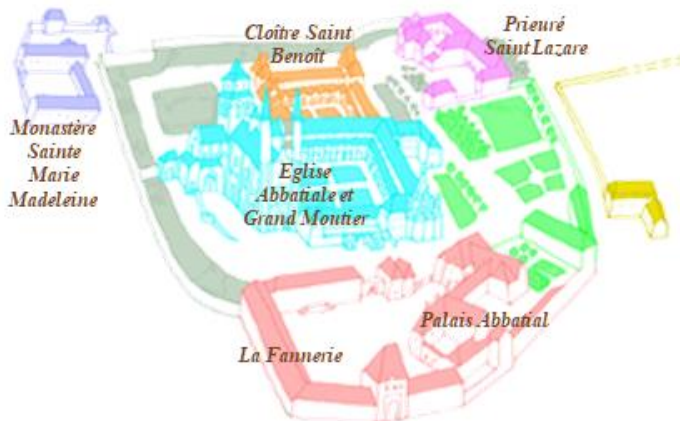 Cloître Saint
Benoît
Prieuré
Saint Lazare
Monastère
Sainte
Marie
Madeleine
Eglise
Abbatiale et
Grand Moutier
Palais Abbatial
La Fannerie